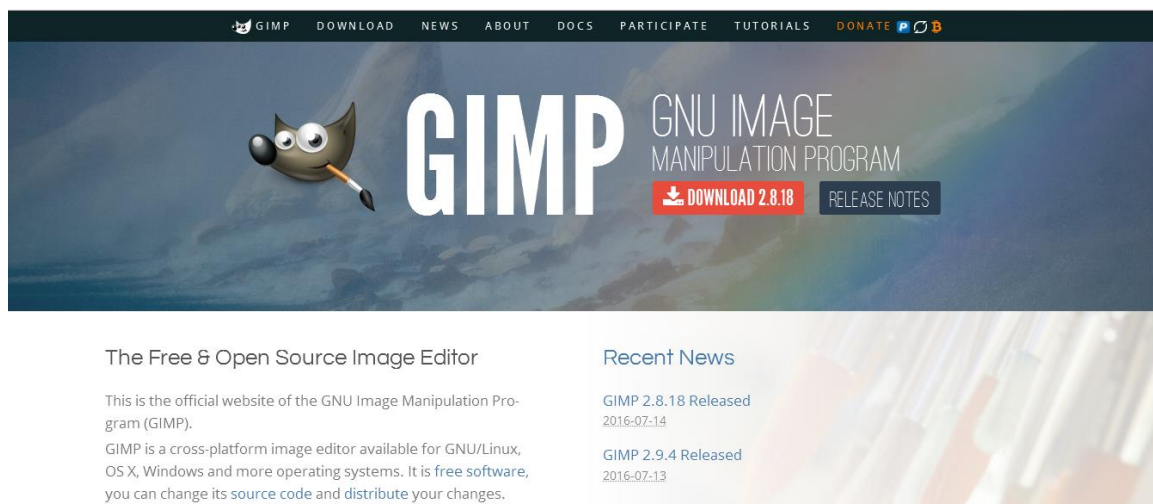 GIMP DOWNLOAD NEWS ABOUT DOCS PARTICIPATE TUTORIALS DONATE
GIMP
GNU IMAGE
MANIPULATION PROGRAM
DOWNLOAD 2.8.18 RELEASE NOTES
The Free & Open Source Image Editor
This is the official website of the GNU Image Manipulation Pro-
gram (GIMP).
GIMP is a cross-platform image editor available for GNU/Linux,
OS X, Windows and more operating systems. It is free software,
you can change its source code and distribute your changes.
Recent News
GIMP 2.8.18 Released
2016-07-14
GIMP 2.9.4 Released
2016-07-13